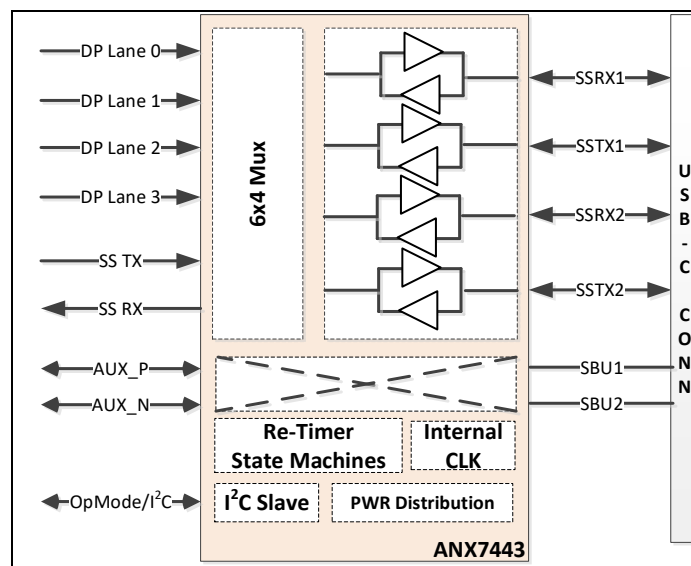 DP Lane 0
DP Lane 1
DP Lane 2
DP Lane 3
SS TX
SS RX
AUX_P
AUX_N
OpMode/I²C
6x4 Mux
SSRX1
SSTX1
SSRX2
SSTX2
SBU1
SBU2
Re-Timer
State Machines
Internal
CLK
I²C Slave
PWR Distribution
ANX7443
USB-C CONN